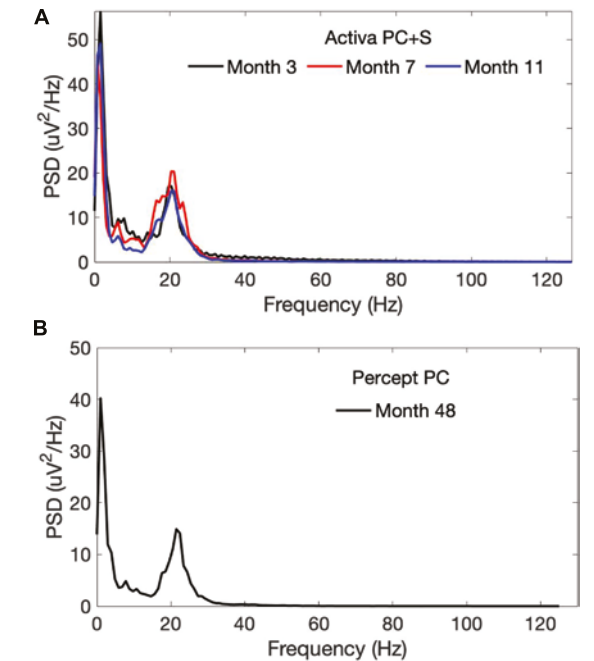 A
Activa PC+S
Month 3 Month 7 Month 11
PSD (uV²/Hz)
50
40
30
20
10
0
0 20 40 60 80 100 120
Frequency (Hz)
B
Percept PC
Month 48
PSD (uV²/Hz)
50
40
30
20
10
0
0 20 40 60 80 100 120
Frequency (Hz)